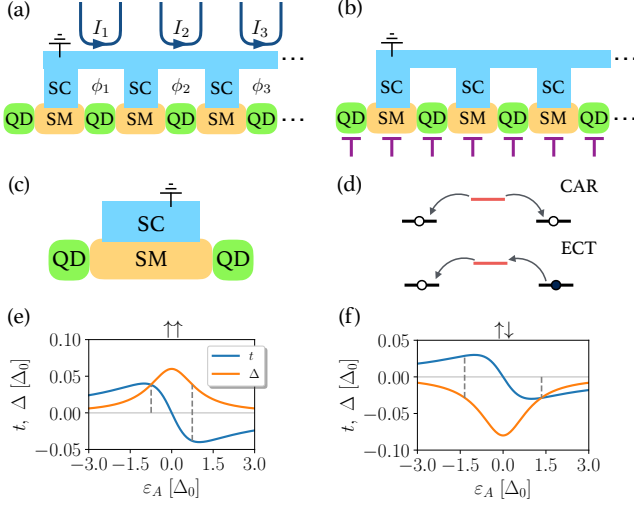 (a)
I₁ I₂ I₃
SC ϕ₁ SC ϕ₂ SC ϕ₃ ...
QD SM QD SM QD SM QD ...
(b)
SC SC SC ...
QD SM QD SM QD SM QD ...
(c)
SC
QD SM QD
(d)
CAR
ECT
(e)
↑↑
0.10
0.05
0.00
−0.05
t, Δ [Δ₀]
t
Δ
−3.0 −1.5 0.0 1.5 3.0
ε_A [Δ₀]
(f)
↑↓
0.05
0.00
−0.05
−0.10
t, Δ [Δ₀]
−3.0 −1.5 0.0 1.5 3.0
ε_A [Δ₀]